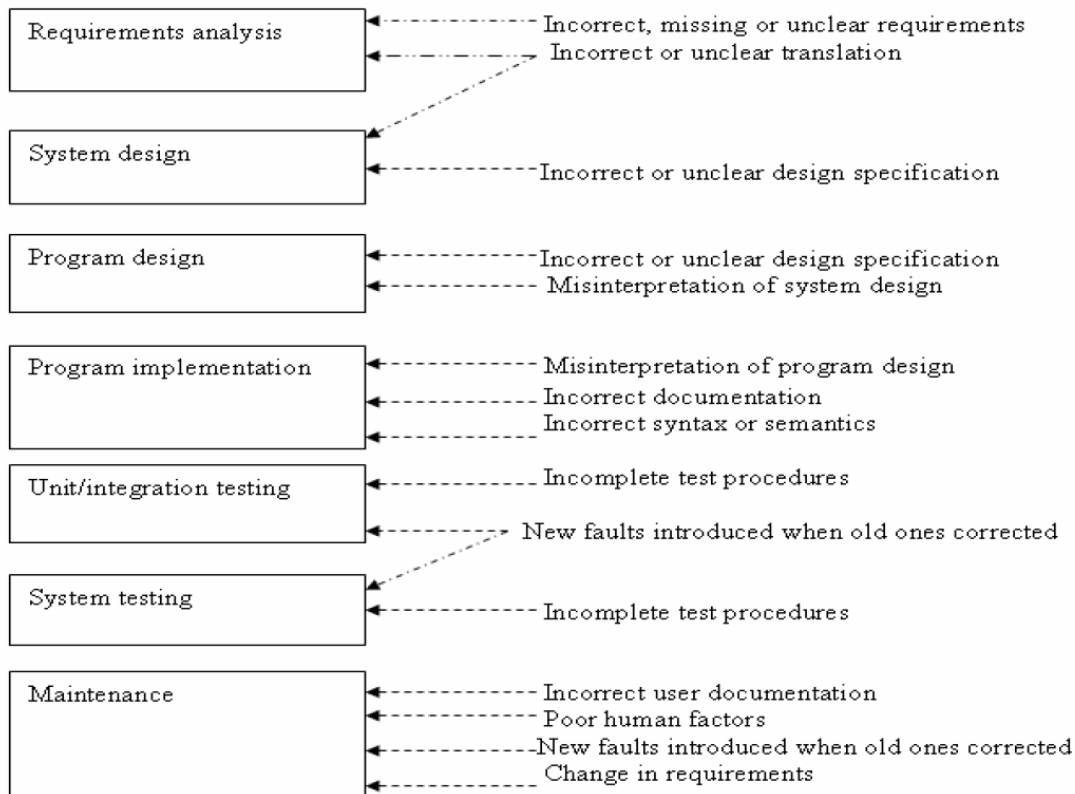 Requirements analysis
Incorrect, missing or unclear requirements
Incorrect or unclear translation
System design
Incorrect or unclear design specification
Program design
Incorrect or unclear design specification
Misinterpretation of system design
Program implementation
Misinterpretation of program design
Incorrect documentation
Incorrect syntax or semantics
Unit/integration testing
Incomplete test procedures
New faults introduced when old ones corrected
System testing
Incomplete test procedures
Maintenance
Incorrect user documentation
Poor human factors
New faults introduced when old ones corrected
Change in requirements